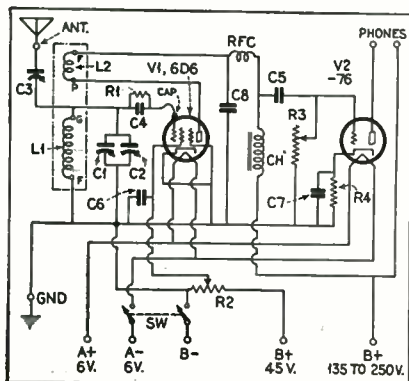 ANT.
F
L2
P
RFC
PHONES
V1, 6D6
C5
V2
-76
C3
R1
CAP
C4
C8
R3
G
L1
F
C1
C2
CH
C6
C7
R4
GND
R2
SW
A+
6V.
A-
6V.
B-
B+
45 V.
B+
135 TO 250V.